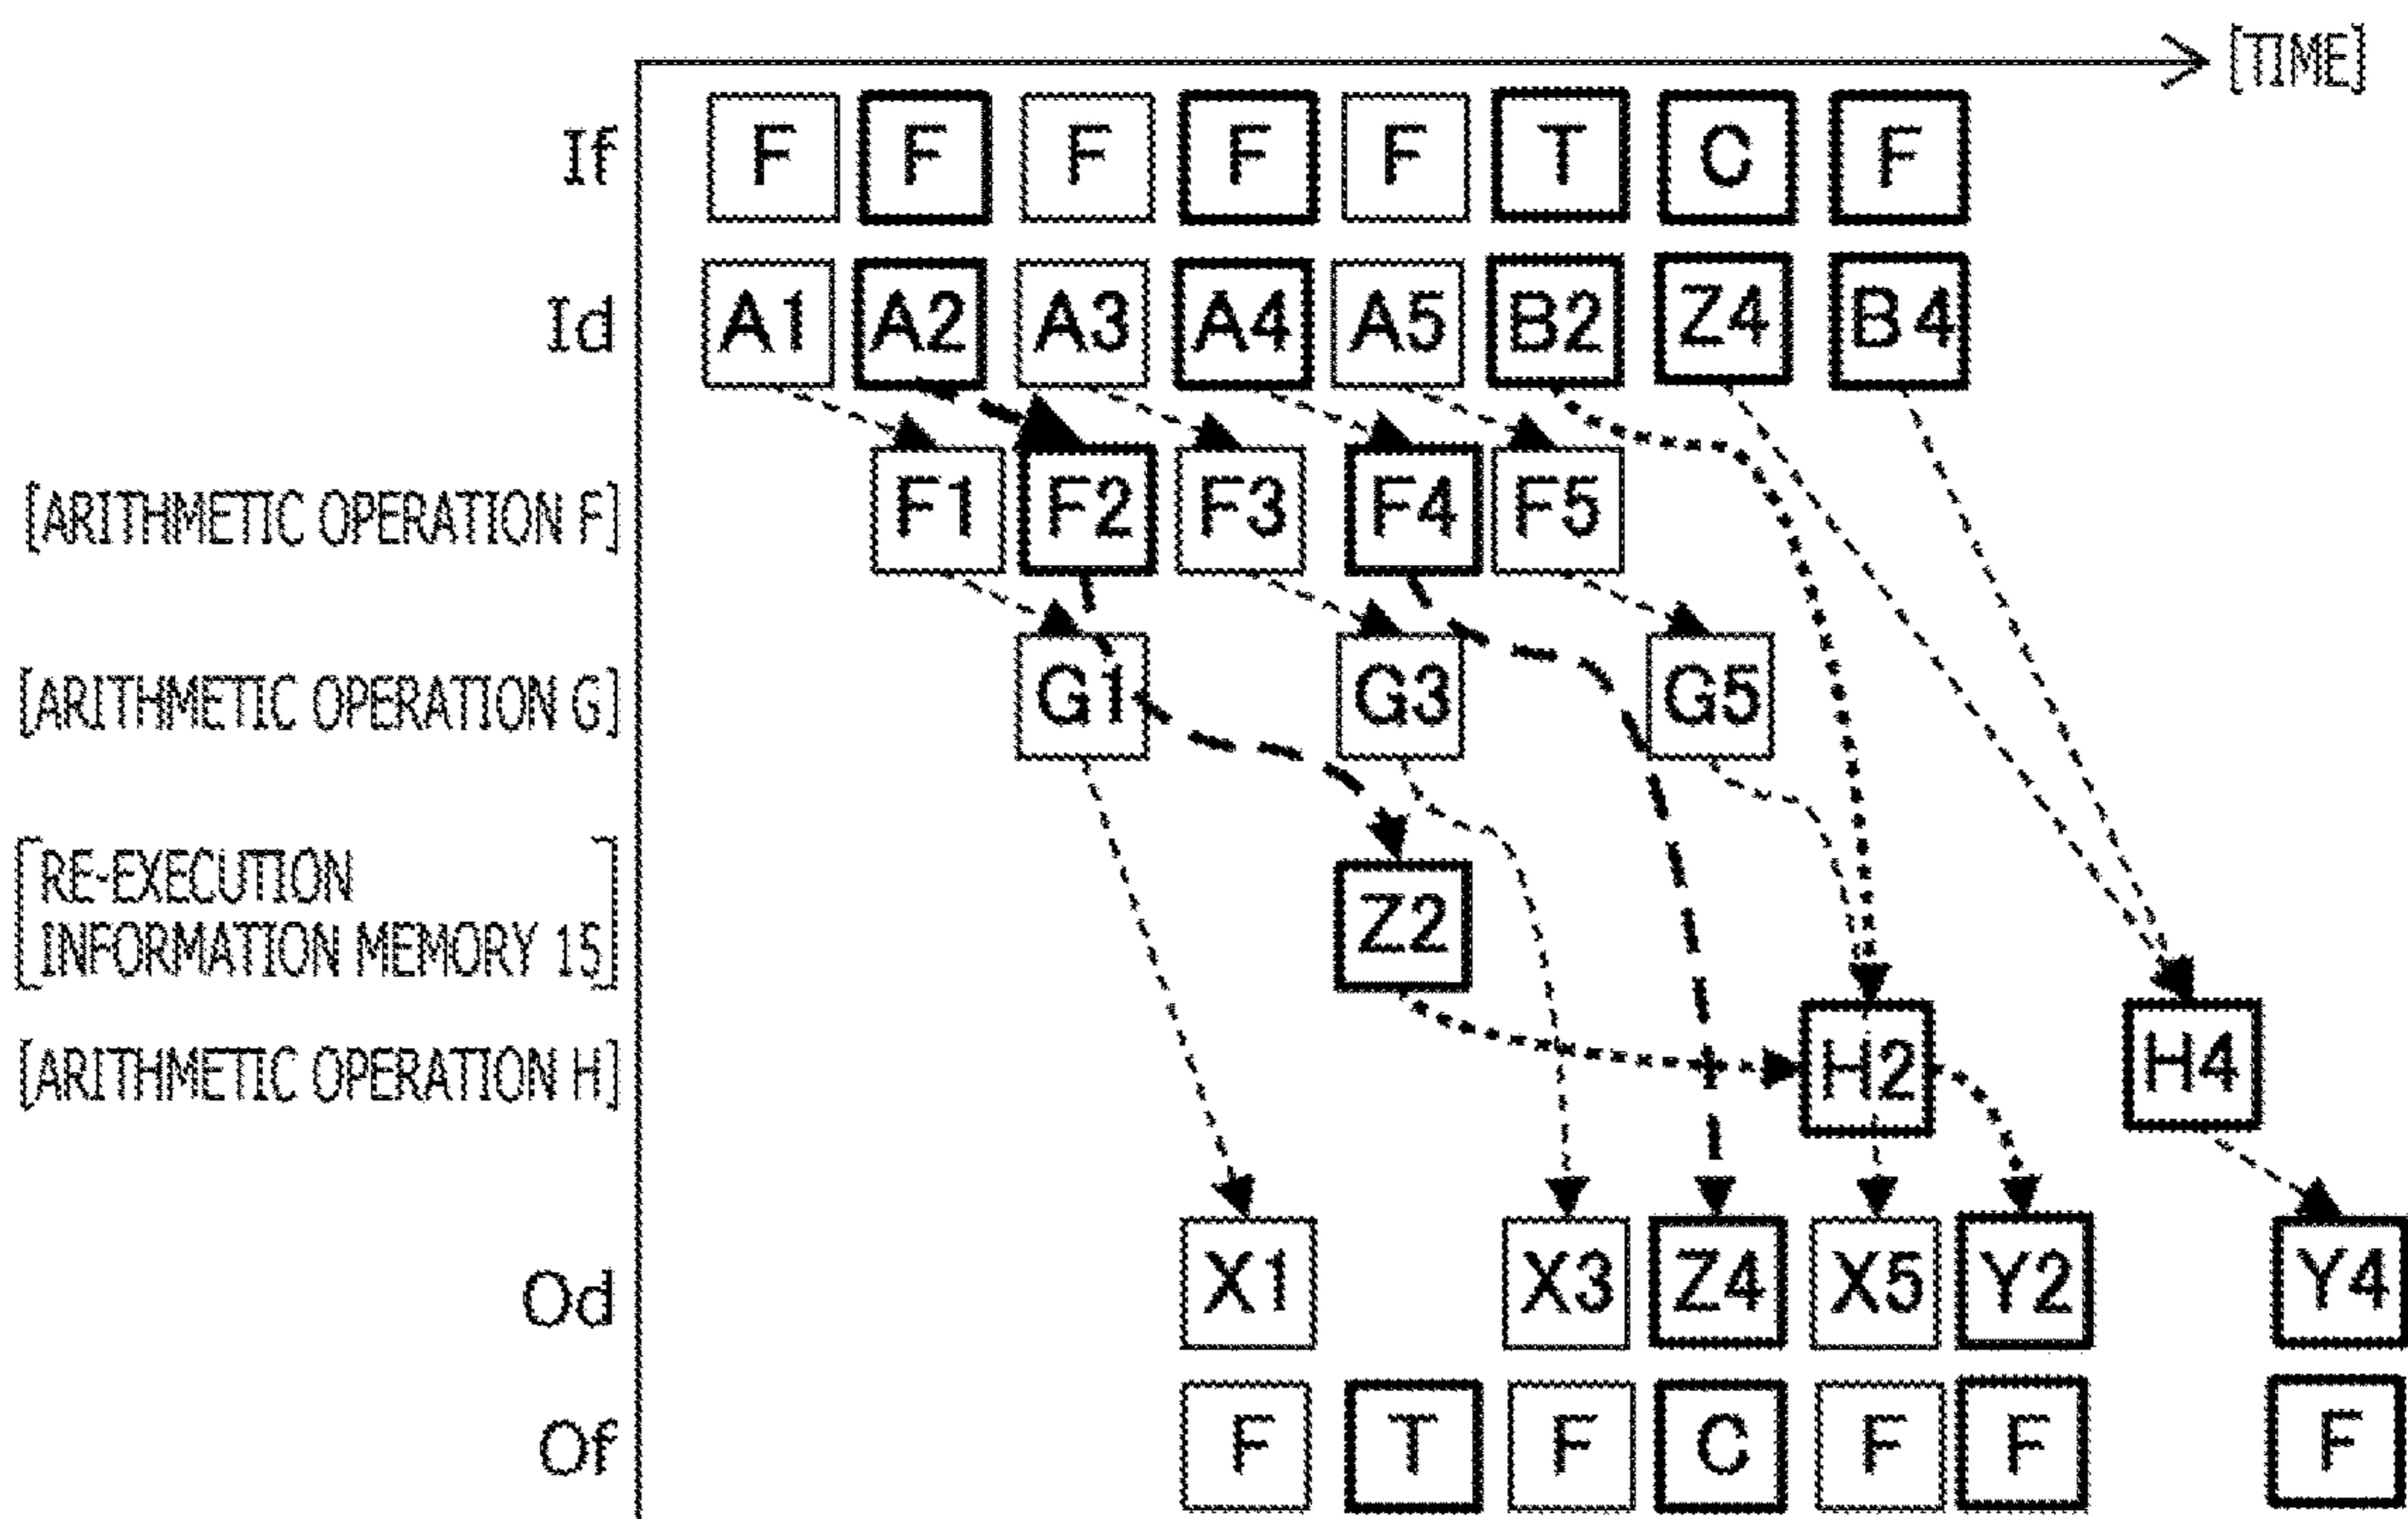 [TIME]
If F F F F F T C F
Id A1 A2 A3 A4 A5 B2 Z4 B4
[ARITHMETIC OPERATION F] F1 F2 F3 F4 F5
[ARITHMETIC OPERATION G] G1 G3 G5
[RE-EXECUTION
INFORMATION MEMORY 15] Z2
[ARITHMETIC OPERATION H] H2 H4
Od X1 X3 Z4 X5 Y2 Y4
Of F T F C F F F